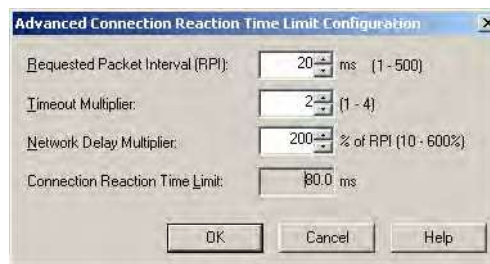 Advanced Connection Reaction Time Limit Configuration
Requested Packet Interval (RPI): 20 ms (1 - 500)
Timeout Multiplier: 2 (1 - 4)
Network Delay Multiplier: 200 % of RPI (10 - 600%)
Connection Reaction Time Limit: 80.0 ms
OK Cancel Help